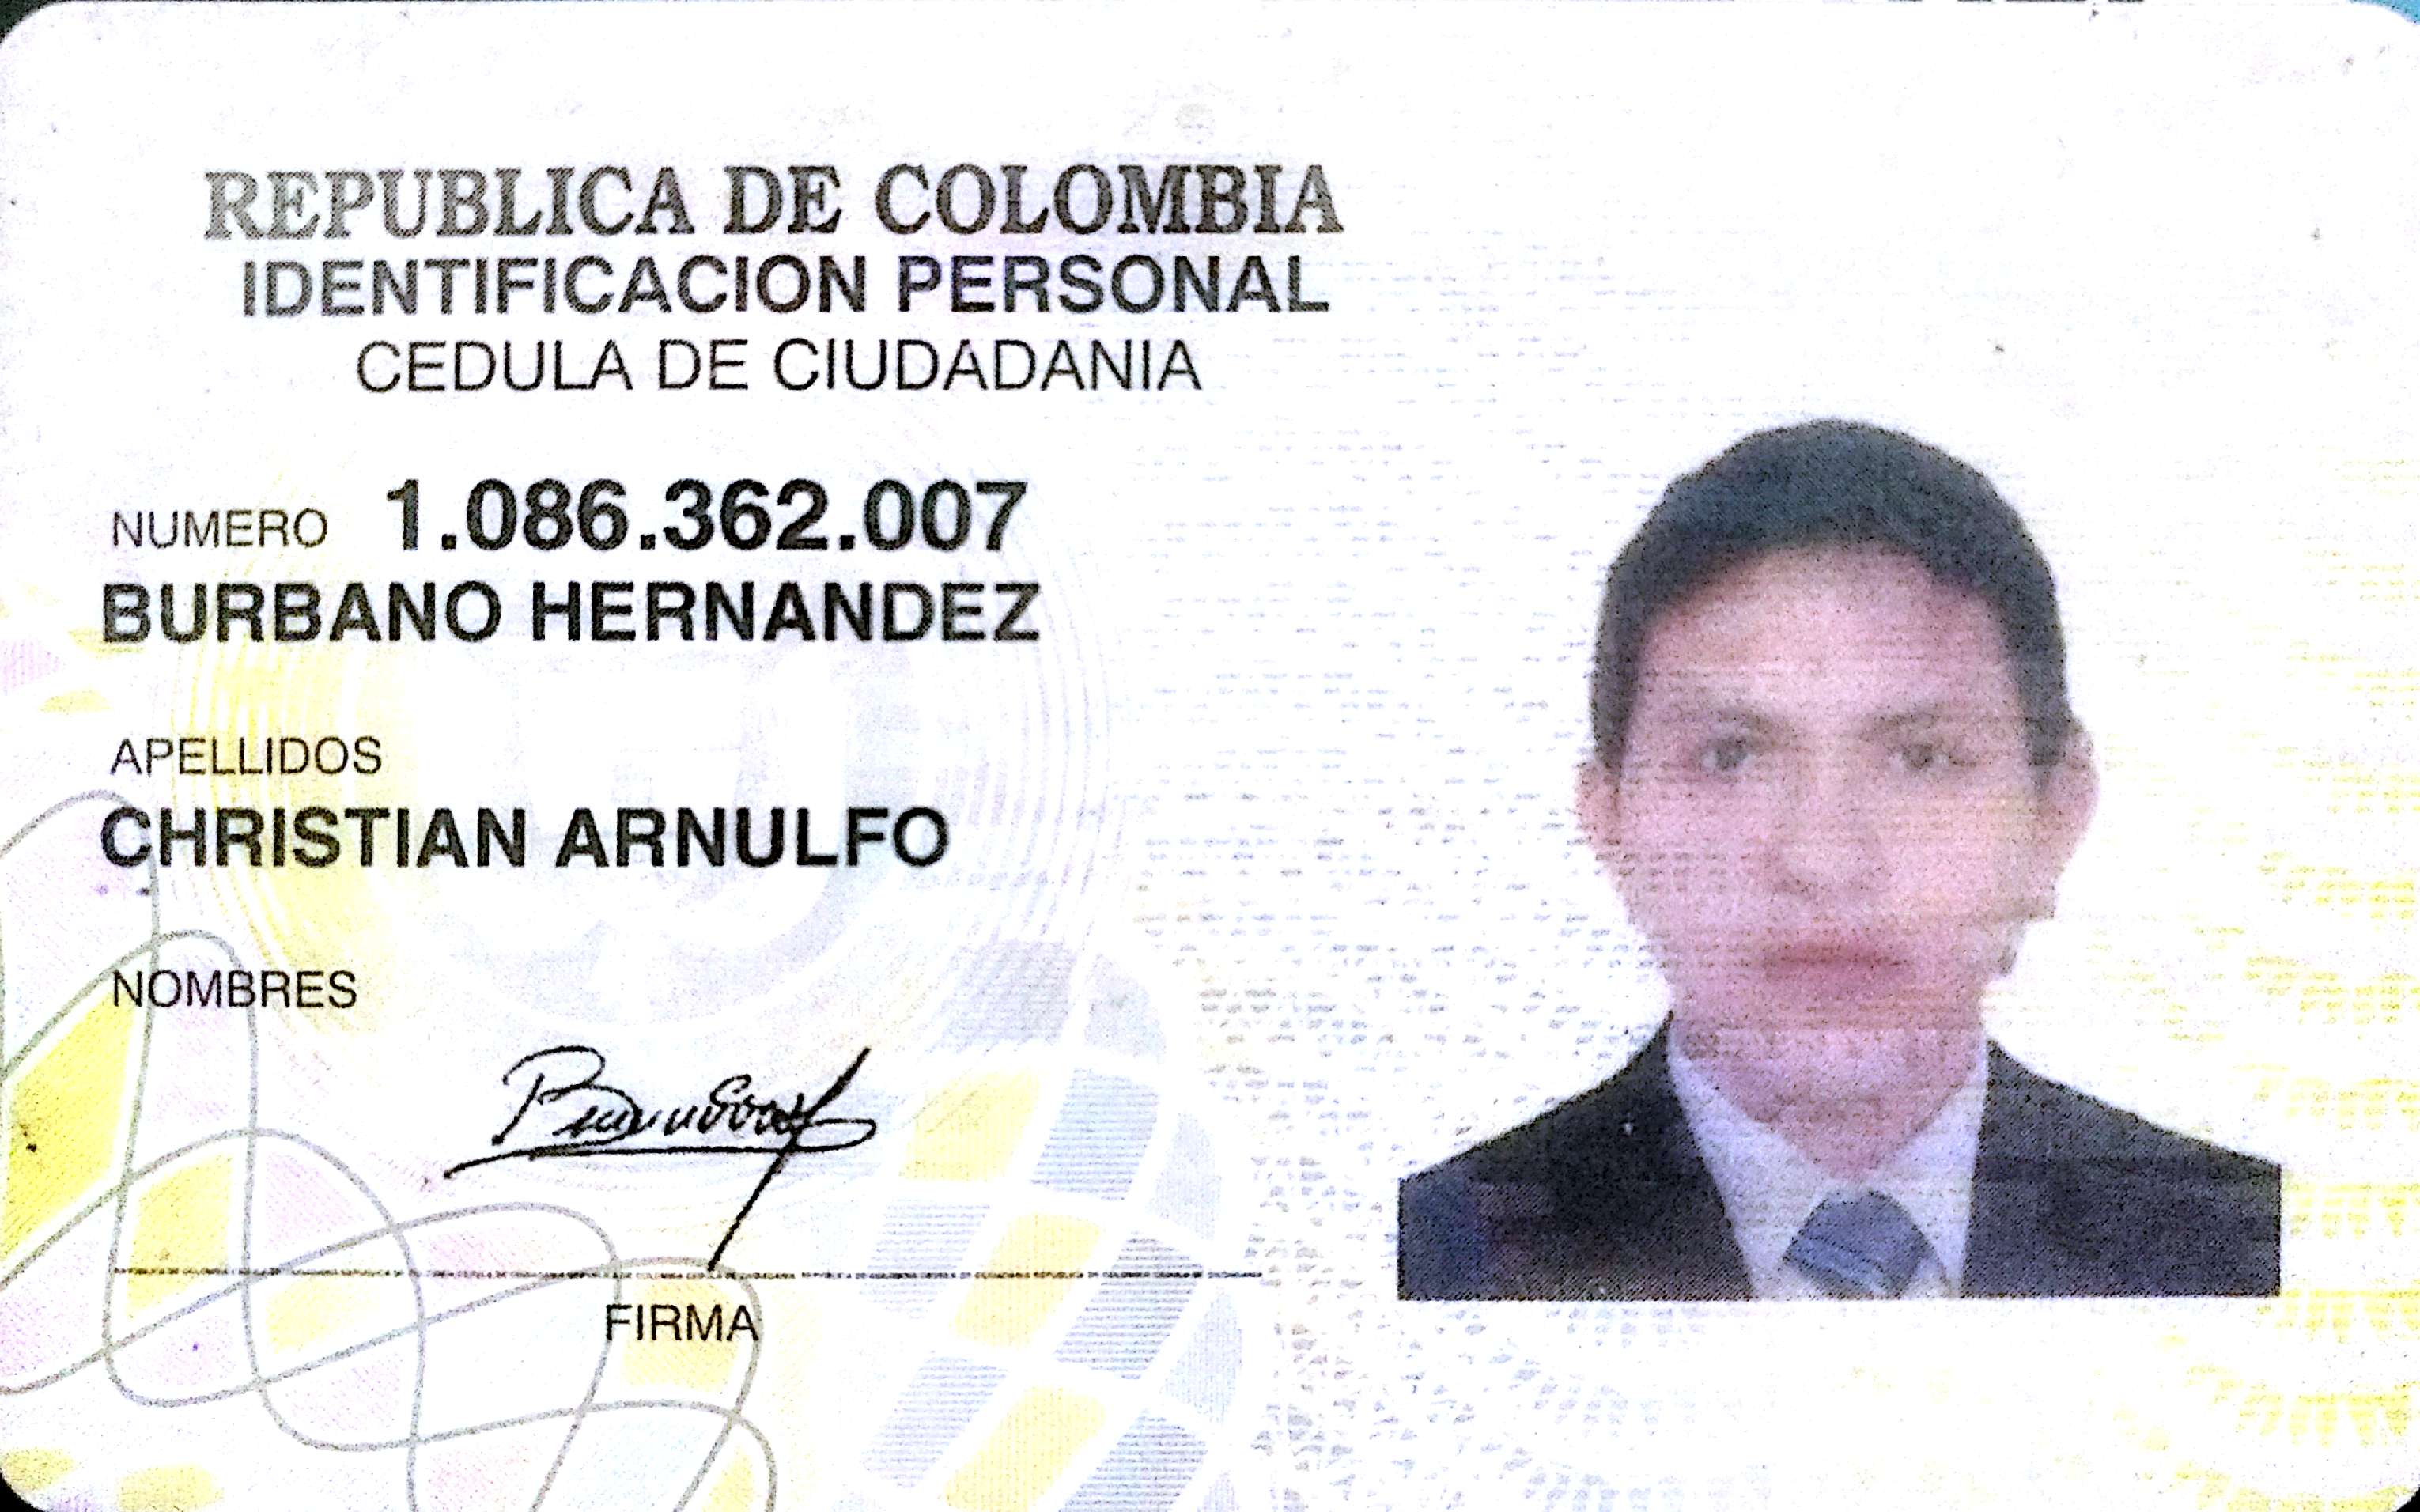 REPUBLICA DE COLOMBIA
IDENTIFICACION PERSONAL
CEDULA DE CIUDADANIA
NUMERO 1.086.362.007
BURBANO HERNANDEZ
APELLIDOS
CHRISTIAN ARNULFO
NOMBRES
FIRMA